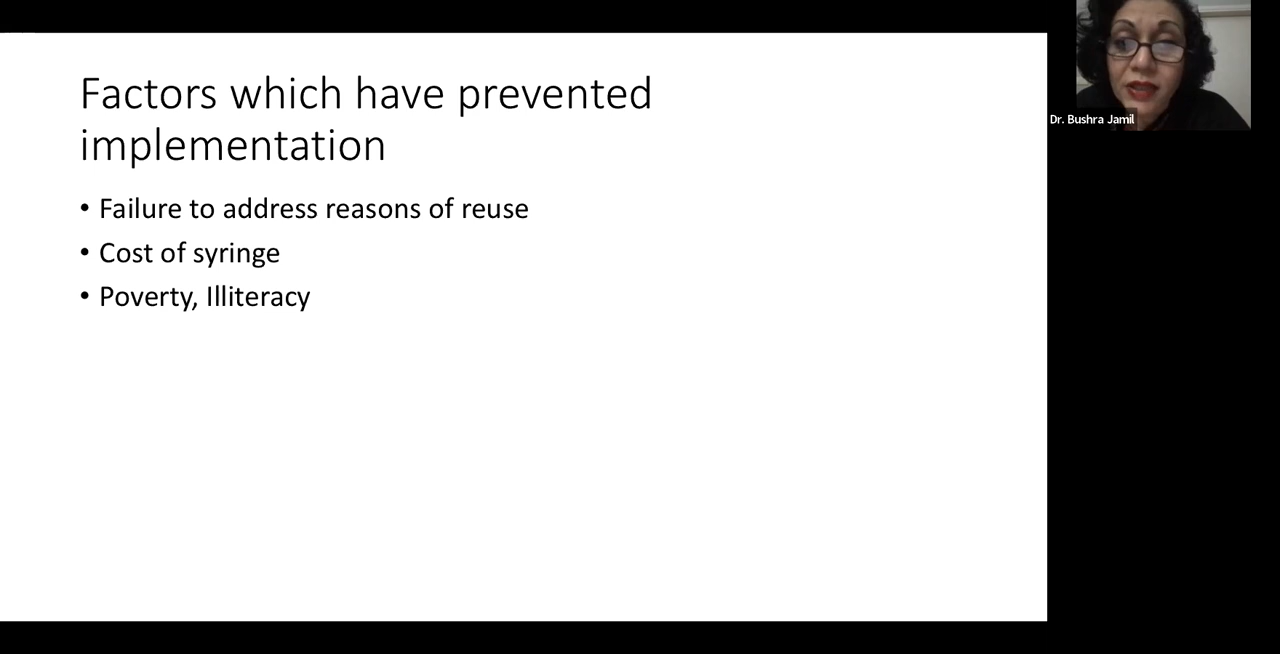 Factors which have prevented
implementation
• Failure to address reasons of reuse
• Cost of syringe
• Poverty, Illiteracy
Dr. Bushra Jamil